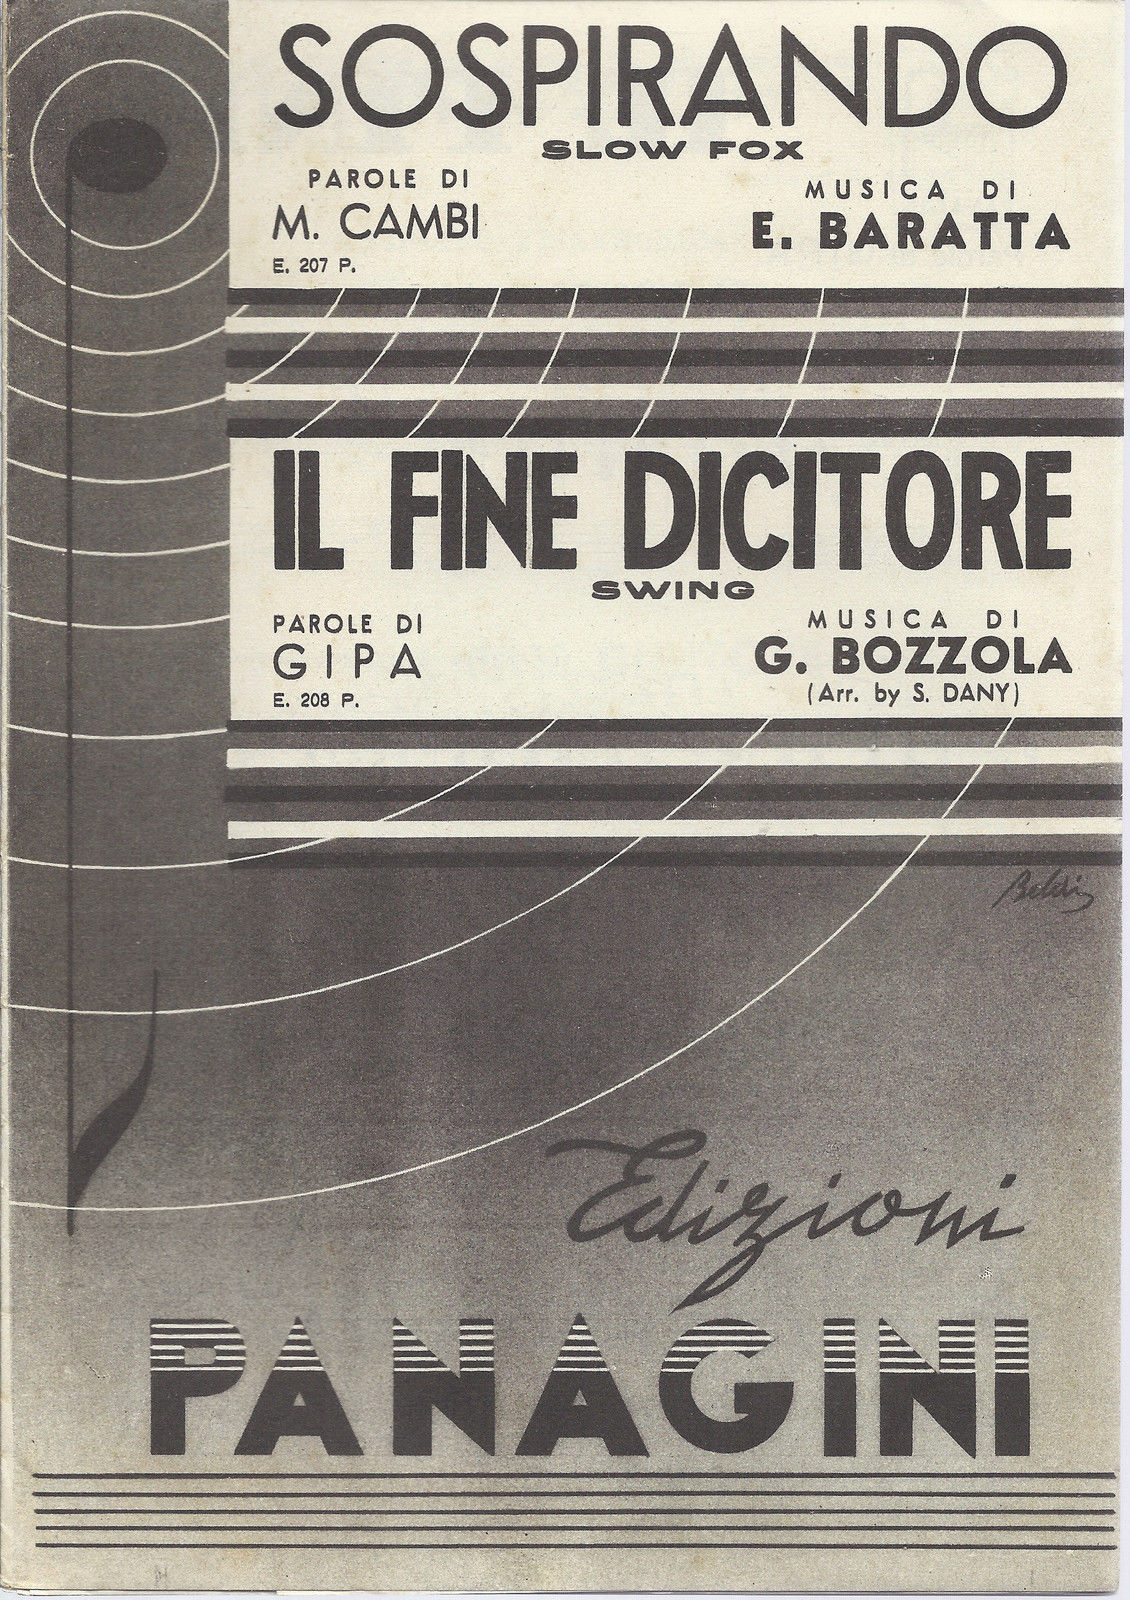 SOSPIRANDO
SLOW FOX
PAROLE DI
M. CAMBI
E. 207 P.
MUSICA DI
E. BARATTA
IL FINE DICITORE
SWING
PAROLE DI
GIPA
E. 208 P.
MUSICA DI
G. BOZZOLA
(Arr. by S. DANY)
Edizioni
PANAGINI